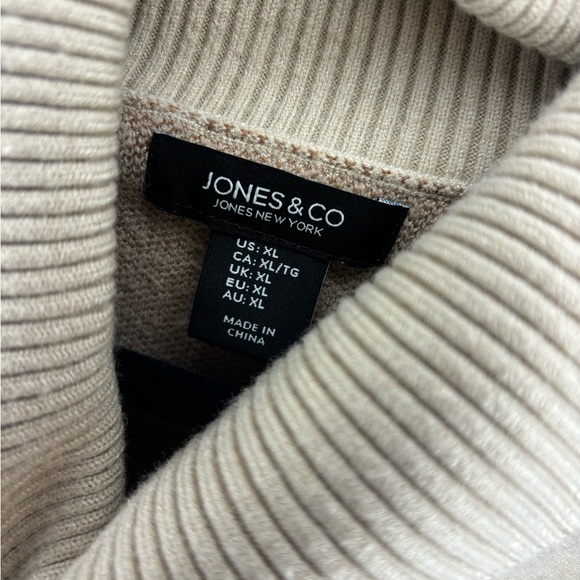 JONES & CO
JONES NEW YORK
US: XL
CA: XL/TG
UK: XL
EU: XL
AU: XL
MADE IN
CHINA